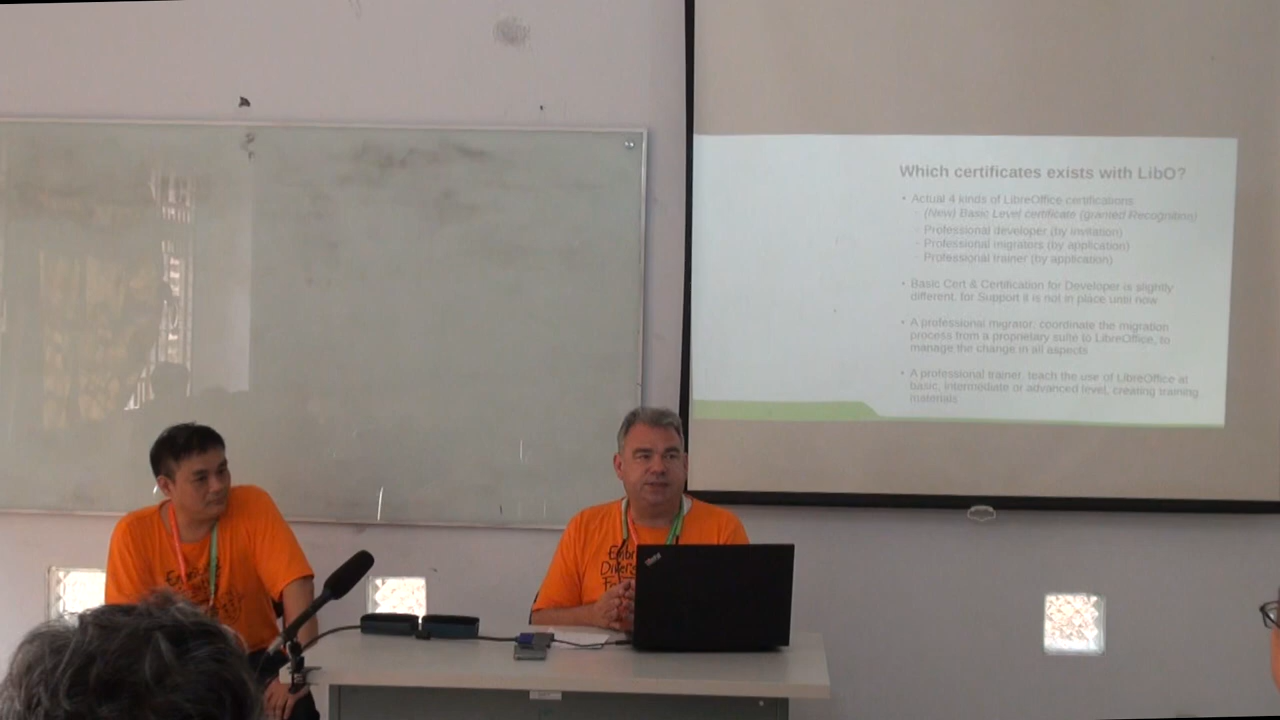 Which certificates exists with LibO?
• Actual 4 kinds of LibreOffice certifications
- (New) Basic Level certificate (granted Recognition)
- Professional developer (by invitation)
- Professional migrators (by application)
- Professional trainer (by application)
• Basic Cert & Certification for Developer is slightly
different, for Support it is not in place until now
• A professional migrator: coordinate the migration
process from a proprietary suite to LibreOffice, to
manage the change in all aspects
• A professional trainer: teach the use of LibreOffice at
basic, intermediate or advanced level, creating training
materials
ThinkPad